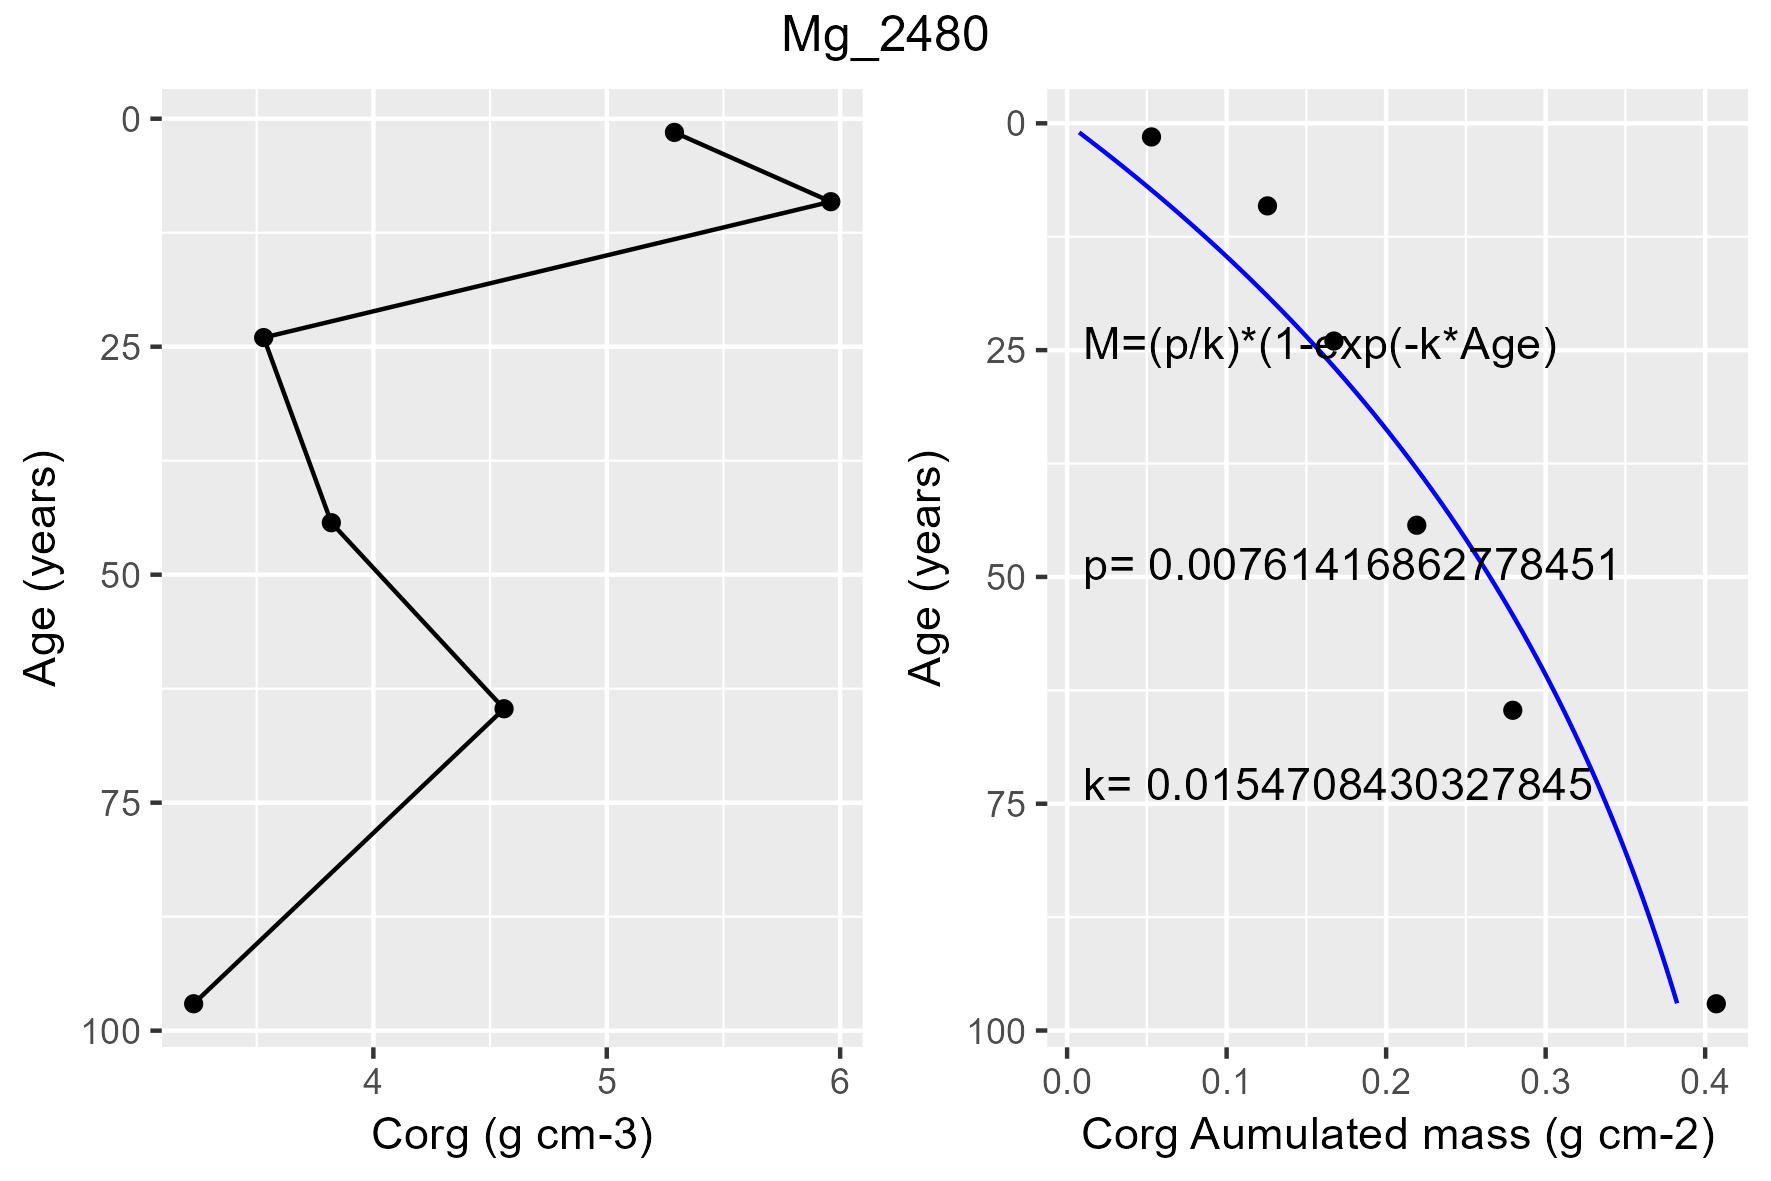 Mg_2480
0
25
50
75
100
Age (years)
4
5
6
Corg (g cm-3)
0
25
50
75
100
Age (years)
M=(p/k)*(1-exp(-k*Age)
p= 0.00761416862778451
k= 0.0154708430327845
0.0
0.1
0.2
0.3
0.4
Corg Aumulated mass (g cm-2)